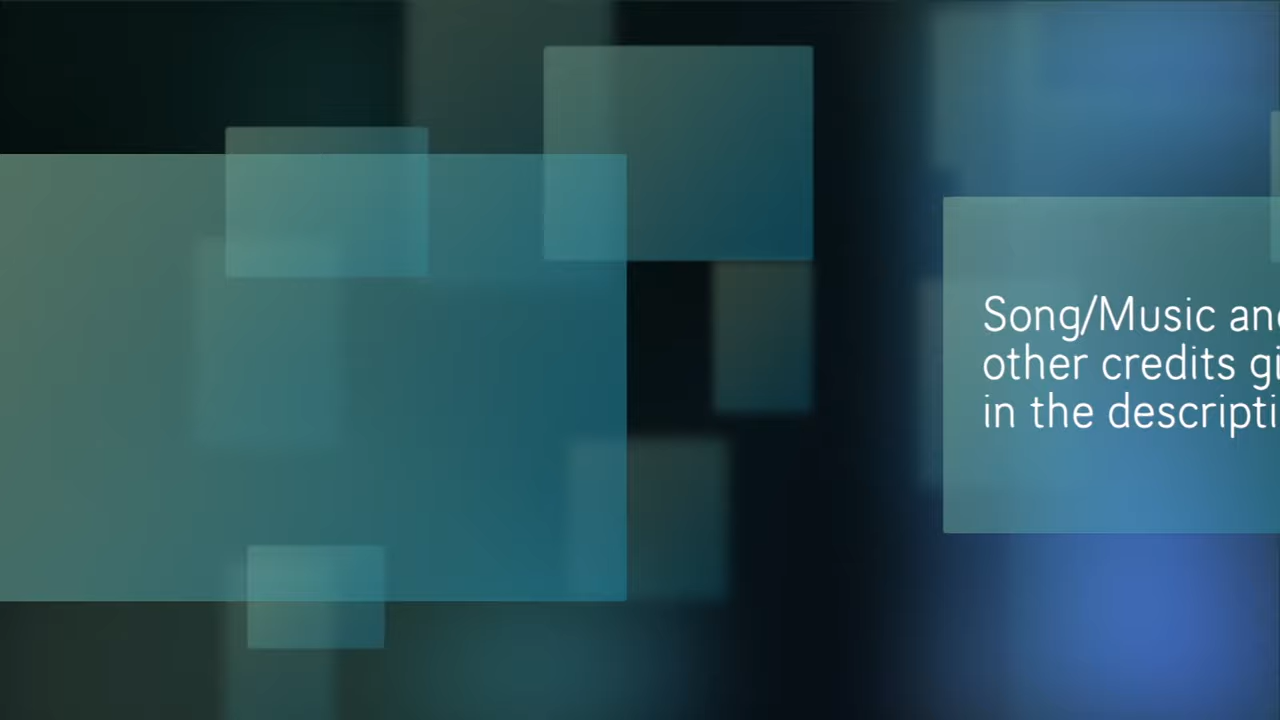 Song/Music an
other credits gi
in the descripti